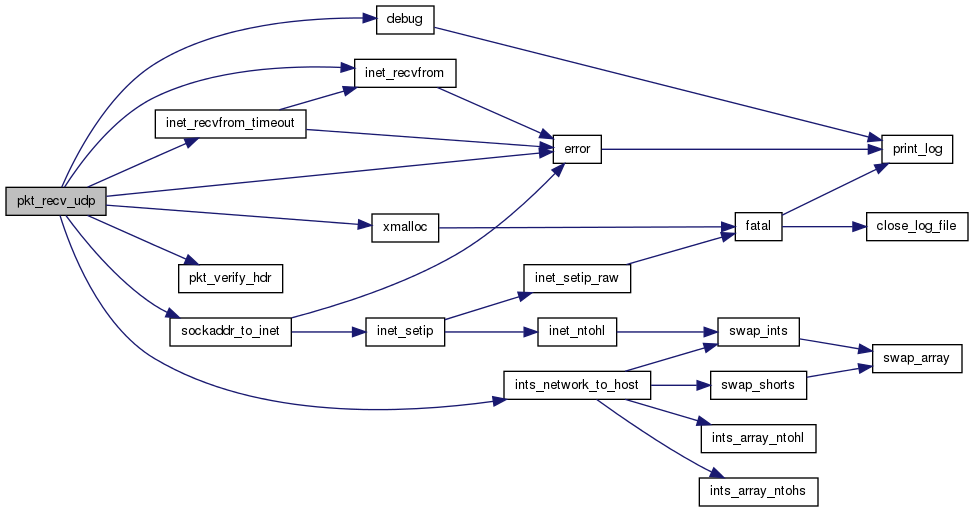 debug
inet_recvfrom
inet_recvfrom_timeout
error
print_log
pkt_recv_udp
xmalloc
fatal
close_log_file
pkt_verify_hdr
inet_setip_raw
sockaddr_to_inet
inet_setip
inet_ntohl
swap_ints
swap_array
ints_network_to_host
swap_shorts
ints_array_ntohl
ints_array_ntohs